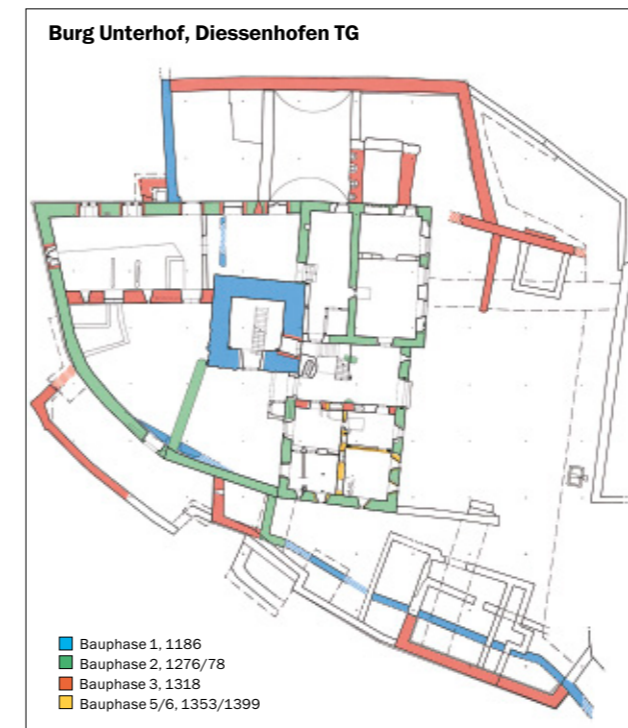 Burg Unterhof, Diessenhofen TG
Bauphase 1, 1186
Bauphase 2, 1276/78
Bauphase 3, 1318
Bauphase 5/6, 1353/1399